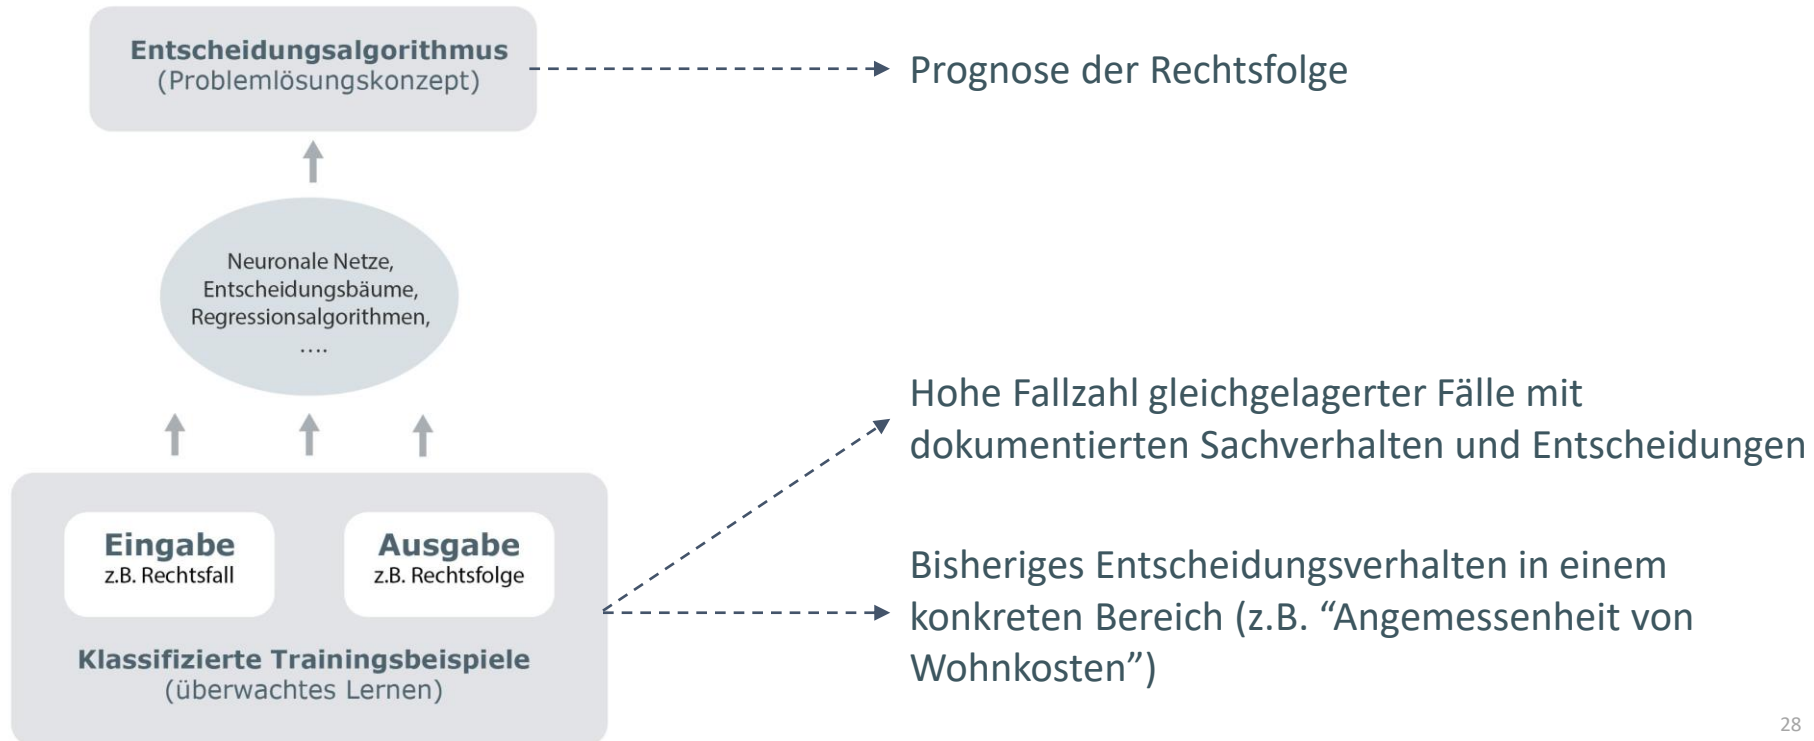 Entscheidungsalgorithmus
(Problemlösungskonzept)
Prognose der Rechtsfolge
Neuronale Netze,
Entscheidungsbäume,
Regressionsalgorithmen,
....
Hohe Fallzahl gleichgelagerter Fälle mit
dokumentierten Sachverhalten und Entscheidungen
Eingabe
z.B. Rechtsfall
Ausgabe
z.B. Rechtsfolge
Klassifizierte Trainingsbeispiele
(überwachtes Lernen)
Bisheriges Entscheidungsverhalten in einem
konkreten Bereich (z.B. “Angemessenheit von
Wohnkosten”)
28